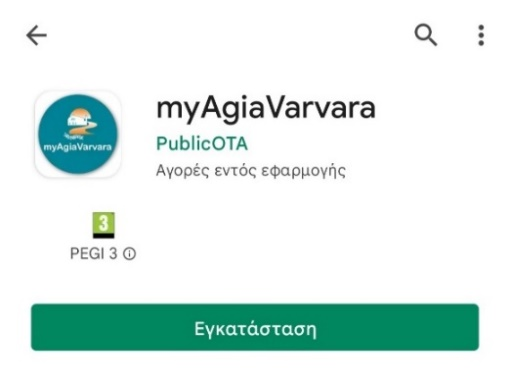 myAgiaVarvara
myAgiaVarvara
PublicOTA
Αγορές εντός εφαρμογής
3
PEGI 3
Εγκατάσταση